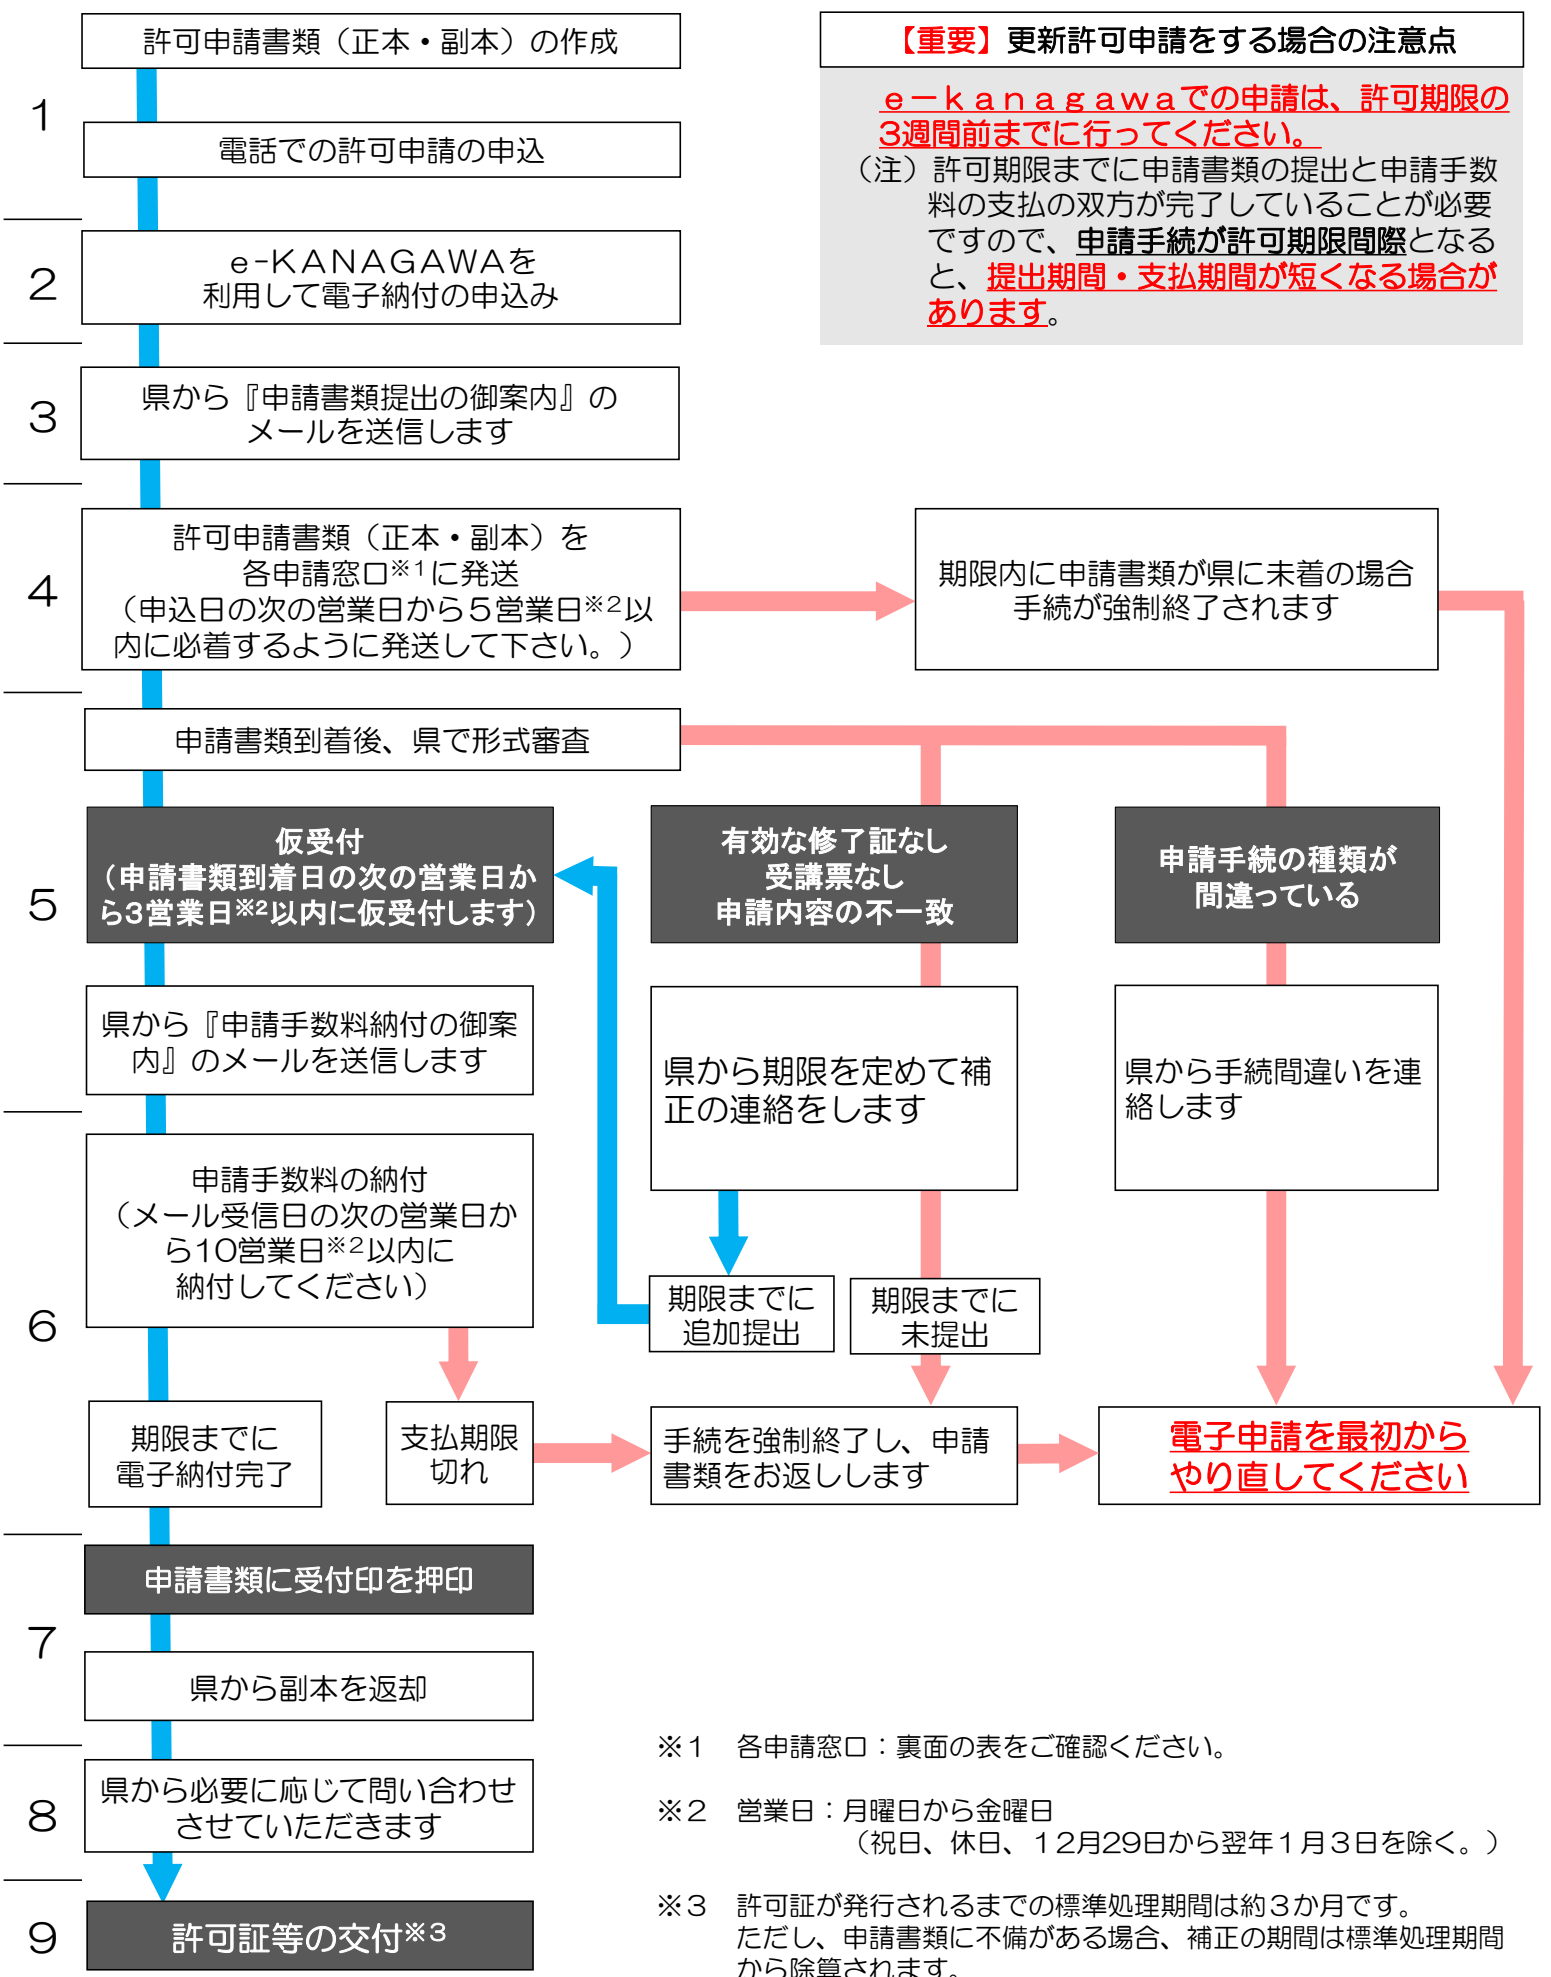 許可申請書類（正本・副本）の作成
1
電話での許可申請の申込
【重要】更新許可申請をする場合の注意点
ｅ－ｋａｎａｇａｗａでの申請は、許可期限の
3週間前までに行ってください。
（注）許可期限までに申請書類の提出と申請手数
料の支払の双方が完了していることが必要
ですので、申請手続が許可期限間際となる
と、提出期間・支払期間が短くなる場合が
あります。
2
e-KANAGAWAを
利用して電子納付の申込み
3
県から『申請書類提出の御案内』の
メールを送信します
4
許可申請書類（正本・副本）を
各申請窓口※1に発送
（申込日の次の営業日から５営業日※2以
内に必着するように発送して下さい。）
期限内に申請書類が県に未着の場合
手続が強制終了されます
申請書類到着後、県で形式審査
5
仮受付
（申請書類到着日の次の営業日か
ら3営業日※2以内に仮受付します）
有効な修了証なし
受講票なし
申請内容の不一致
申請手続の種類が
間違っている
県から『申請手数料納付の御案
内』のメールを送信します
県から期限を定めて補
正の連絡をします
県から手続間違いを連
絡します
6
申請手数料の納付
（メール受信日の次の営業日か
ら10営業日※2以内に
納付してください）
期限までに
追加提出
期限までに
未提出
期限までに
電子納付完了
支払期限
切れ
手続を強制終了し、申請
書類をお返しします
電子申請を最初から
やり直してください
7
申請書類に受付印を押印
県から副本を返却
8
県から必要に応じて問い合わせ
させていただきます
9
許可証等の交付※3
※１　各申請窓口：裏面の表をご確認ください。
※２　営業日：月曜日から金曜日
（祝日、休日、１２月29日から翌年１月３日を除く。）
※３　許可証が発行されるまでの標準処理期間は約３か月です。
ただし、申請書類に不備がある場合、補正の期間は標準処理期間
から除算されます。